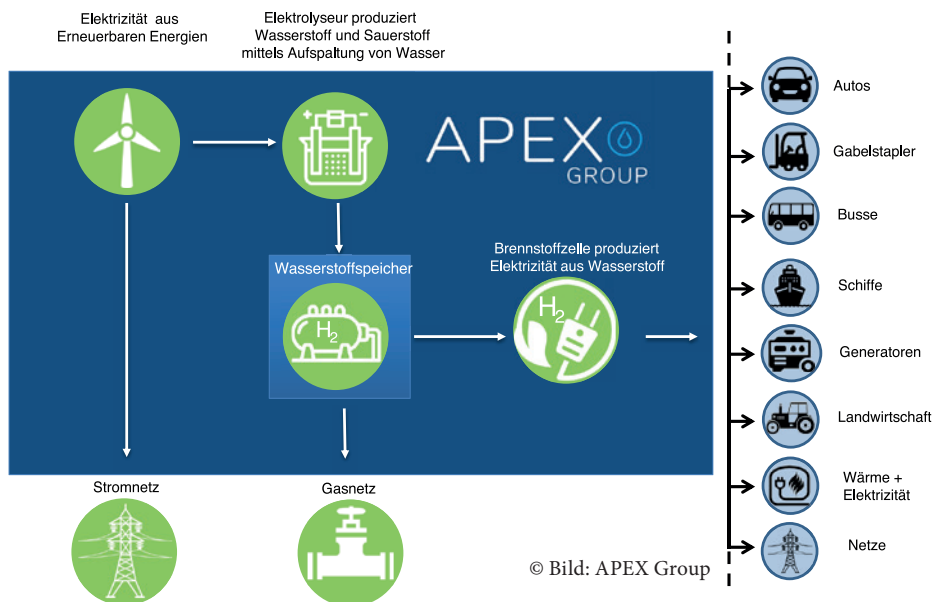 Elektrizität aus
Erneuerbaren Energien
Elektrolyseur produziert
Wasserstoff und Sauerstoff
mittels Aufspaltung von Wasser
APEX
GROUP
Wasserstoffspeicher
H2
Brennstoffzelle produziert
Elektrizität aus Wasserstoff
H2
Stromnetz
Gasnetz
© Bild: APEX Group
Autos
Gabelstapler
Busse
Schiffe
Generatoren
Landwirtschaft
Wärme +
Elektrizität
Netze